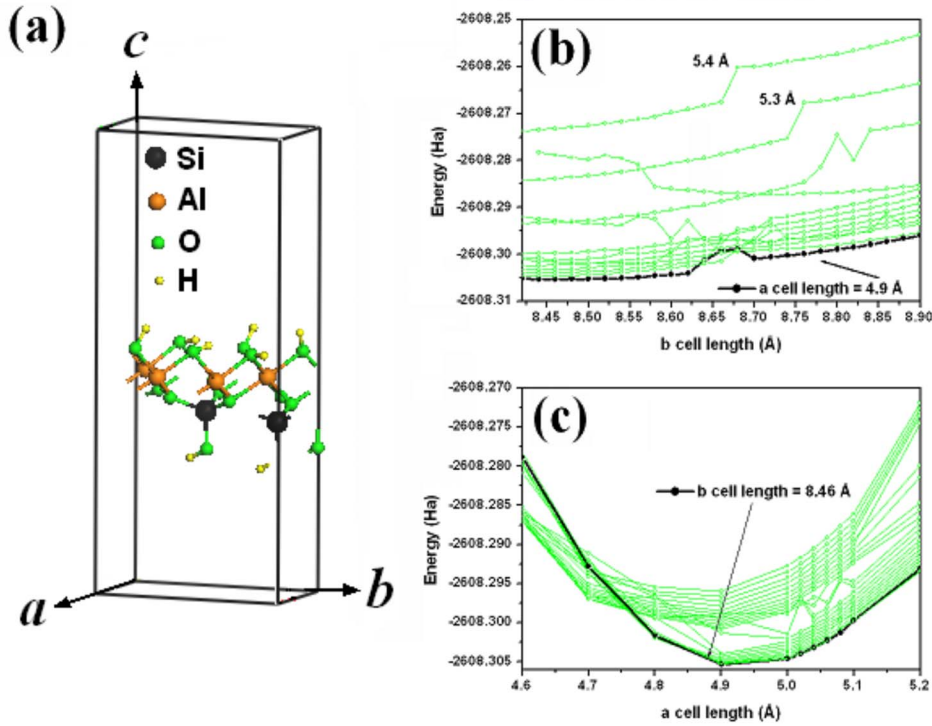 (a)
c
Si
Al
O
H
a
b
(b)
-2608.25
-2608.26
-2608.27
-2608.28
-2608.29
-2608.30
-2608.31
Energy (Ha)
5.4 Å
5.3 Å
a cell length = 4.9 Å
8.45 8.50 8.55 8.60 8.65 8.70 8.75 8.80 8.85 8.90
b cell length (Å)
(c)
-2608.270
-2608.275
-2608.280
-2608.285
-2608.290
-2608.295
-2608.300
-2608.305
Energy (Ha)
b cell length = 8.46 Å
4.6 4.7 4.8 4.9 5.0 5.1 5.2
a cell length (Å)